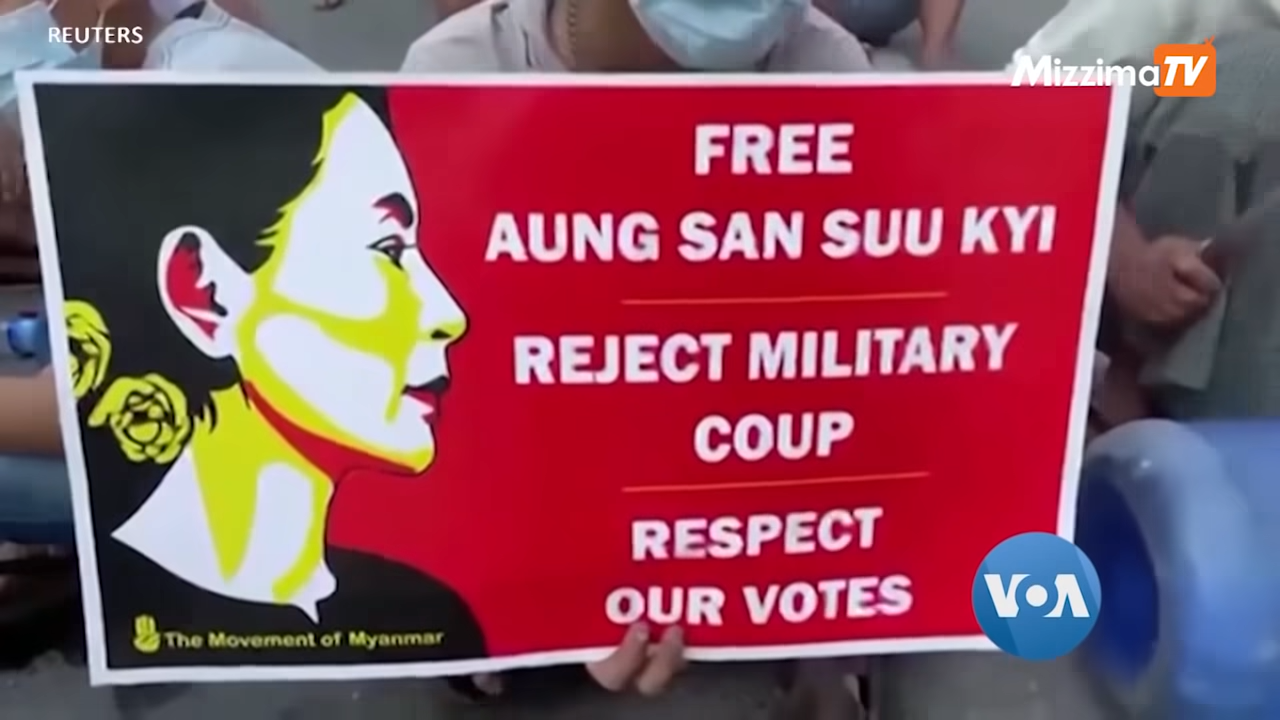 REUTERS
MizzimaTV
FREE
AUNG SAN SUU KYI
REJECT MILITARY
COUP
RESPECT
OUR VOTES
The Movement of Myanmar
VOA